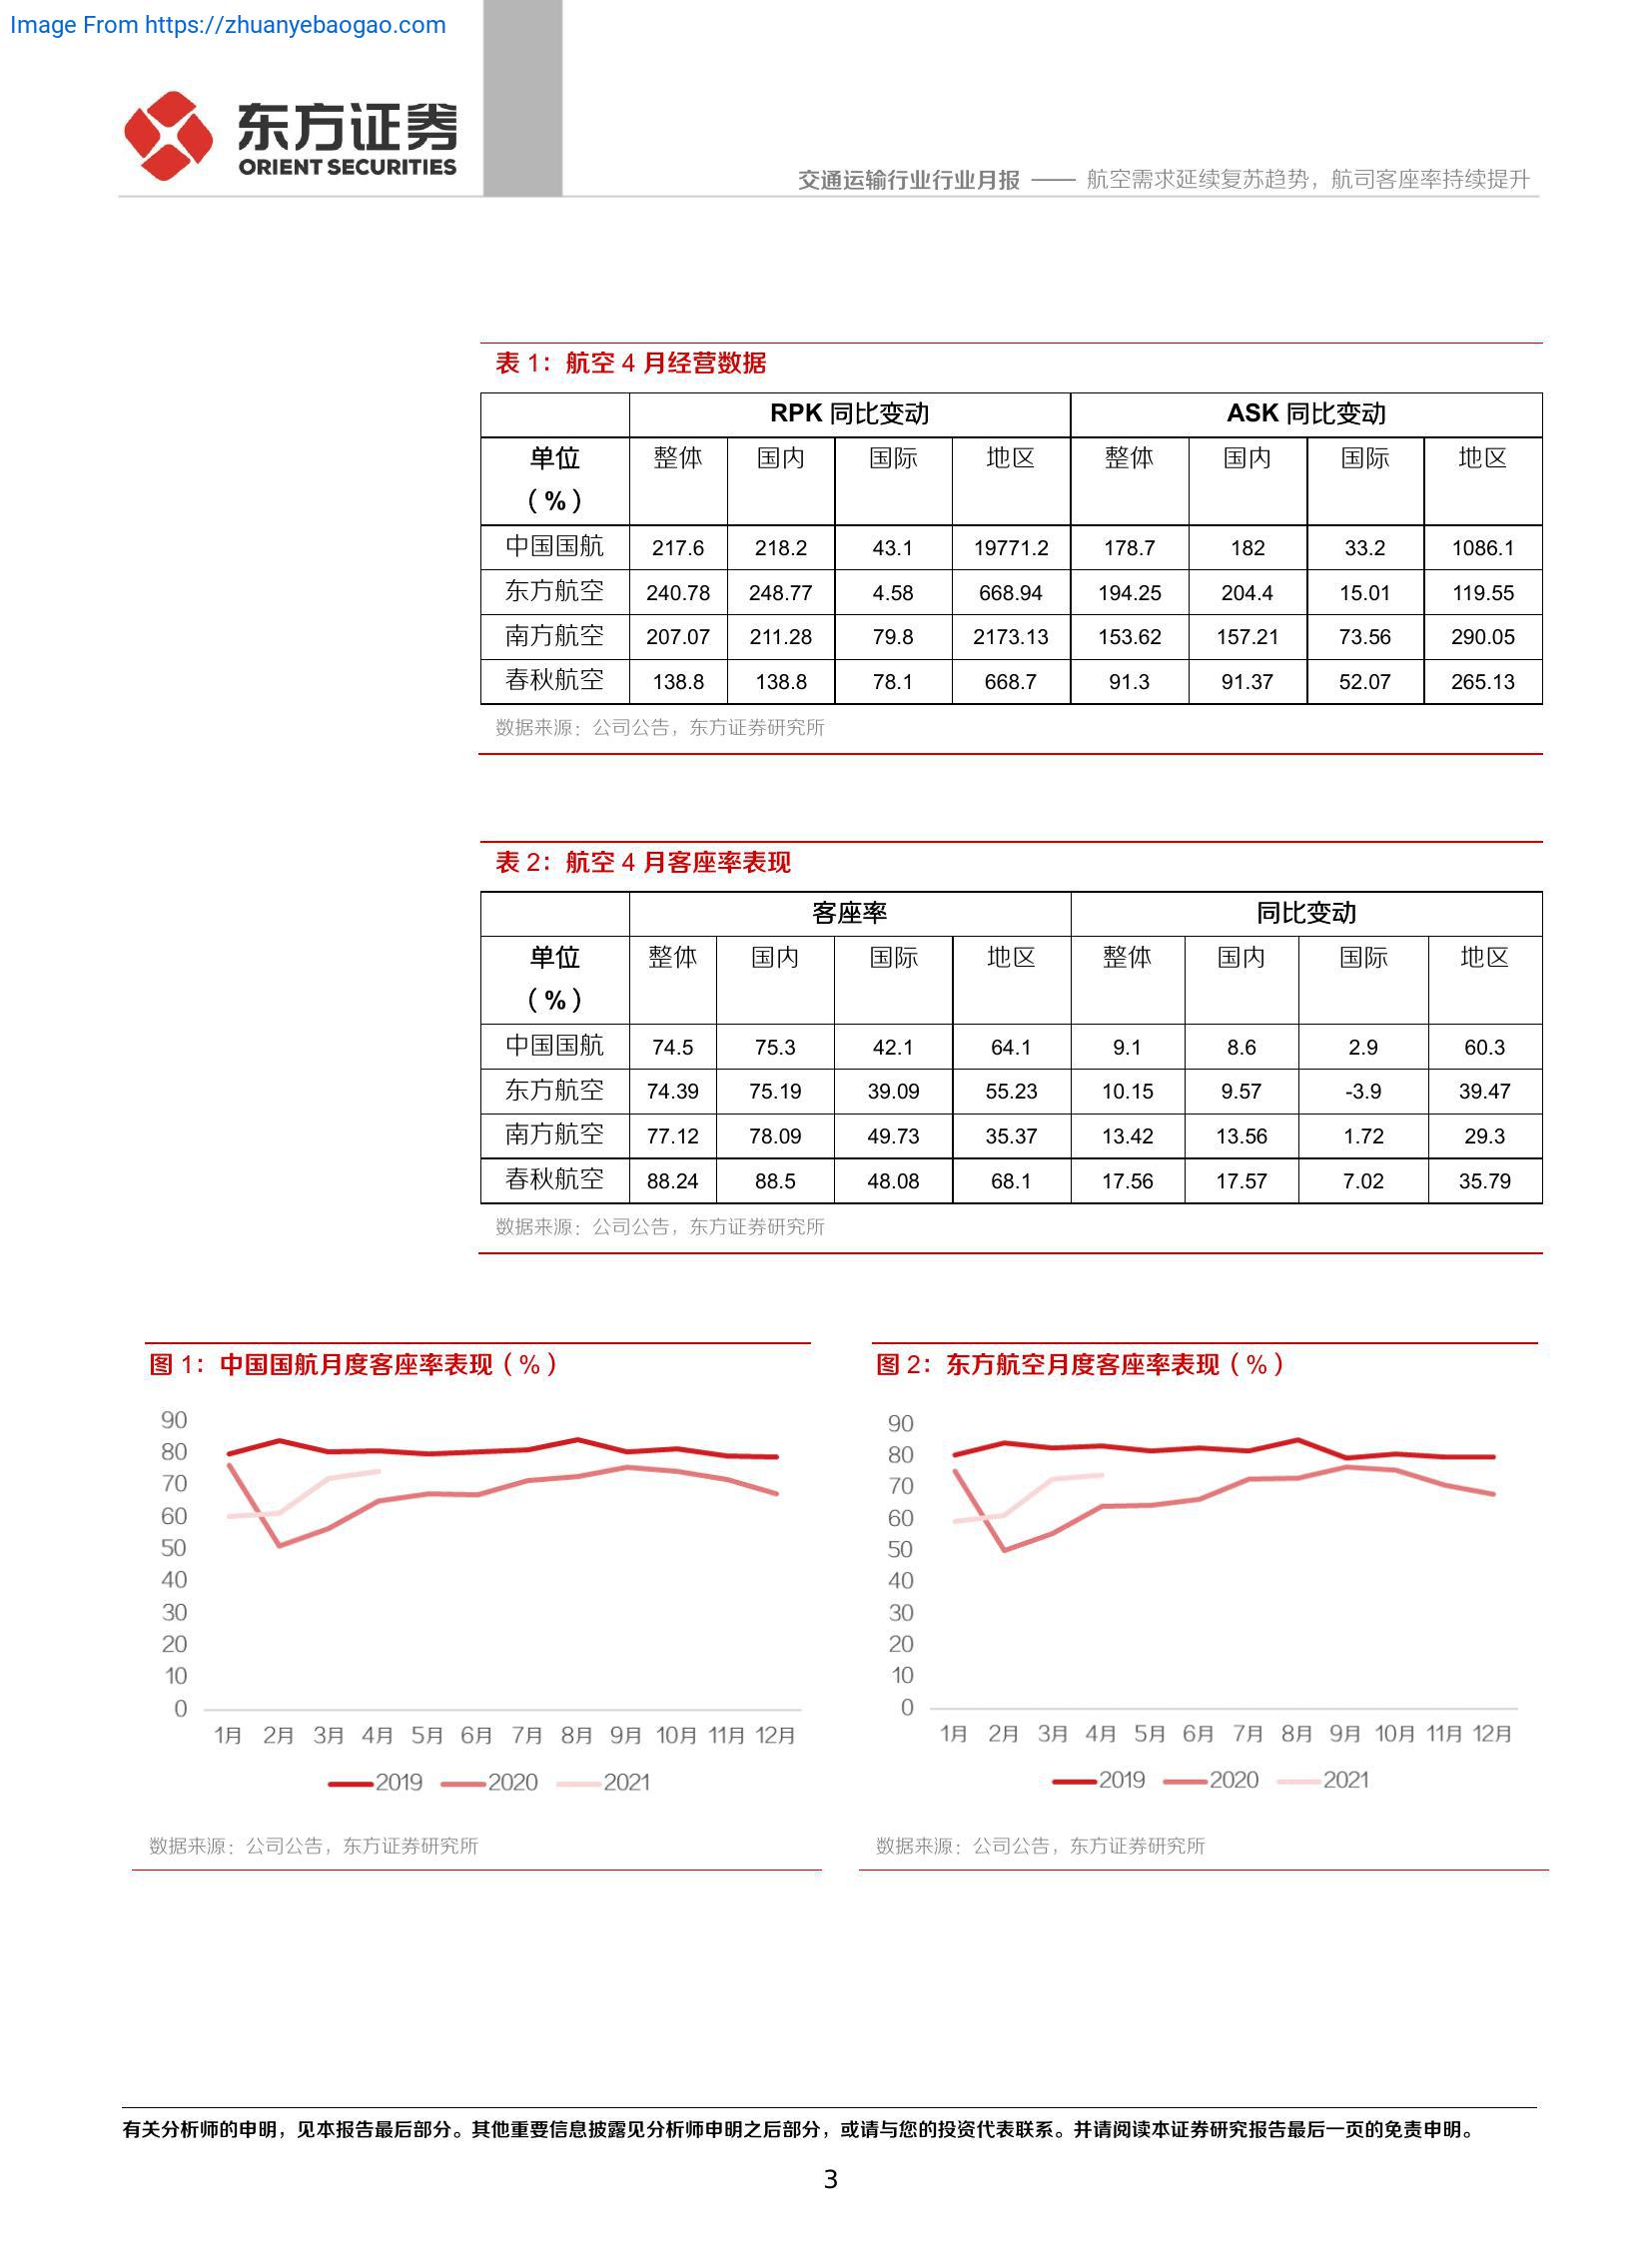 Image From https://zhuanyebaogao.com
东方证券
ORIENT SECURITIES
交通运输行业行业月报 —— 航空需求延续复苏趋势，航司客座率持续提升
表 1：航空 4 月经营数据
RPK 同比变动 ASK 同比变动
单位（%） 整体 国内 国际 地区 整体 国内 国际 地区
中国国航 217.6 218.2 43.1 19771.2 178.7 182 33.2 1086.1
东方航空 240.78 248.77 4.58 668.94 194.25 204.4 15.01 119.55
南方航空 207.07 211.28 79.8 2173.13 153.62 157.21 73.56 290.05
春秋航空 138.8 138.8 78.1 668.7 91.3 91.37 52.07 265.13
数据来源：公司公告，东方证券研究所
表 2：航空 4 月客座率表现
客座率 同比变动
单位（%） 整体 国内 国际 地区 整体 国内 国际 地区
中国国航 74.5 75.3 42.1 64.1 9.1 8.6 2.9 60.3
东方航空 74.39 75.19 39.09 55.23 10.15 9.57 -3.9 39.47
南方航空 77.12 78.09 49.73 35.37 13.42 13.56 1.72 29.3
春秋航空 88.24 88.5 48.08 68.1 17.56 17.57 7.02 35.79
数据来源：公司公告，东方证券研究所
图 1：中国国航月度客座率表现（%）
90
80
70
60
50
40
30
20
10
0
1月 2月 3月 4月 5月 6月 7月 8月 9月 10月 11月 12月
2019 2020 2021
数据来源：公司公告，东方证券研究所
图 2：东方航空月度客座率表现（%）
90
80
70
60
50
40
30
20
10
0
1月 2月 3月 4月 5月 6月 7月 8月 9月 10月 11月 12月
2019 2020 2021
数据来源：公司公告，东方证券研究所
有关分析师的申明，见本报告最后部分。其他重要信息披露见分析师申明之后部分，或请与您的投资代表联系。并请阅读本证券研究报告最后一页的免责申明。
3